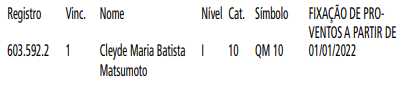 Registro Vinc. Nome Nível Cat. Símbolo FIXAÇÃO DE PRO-
VENTOS A PARTIR DE
603.592.2 1 Cleyde Maria Batista I 10 QM 10 01/01/2022
Matsumoto